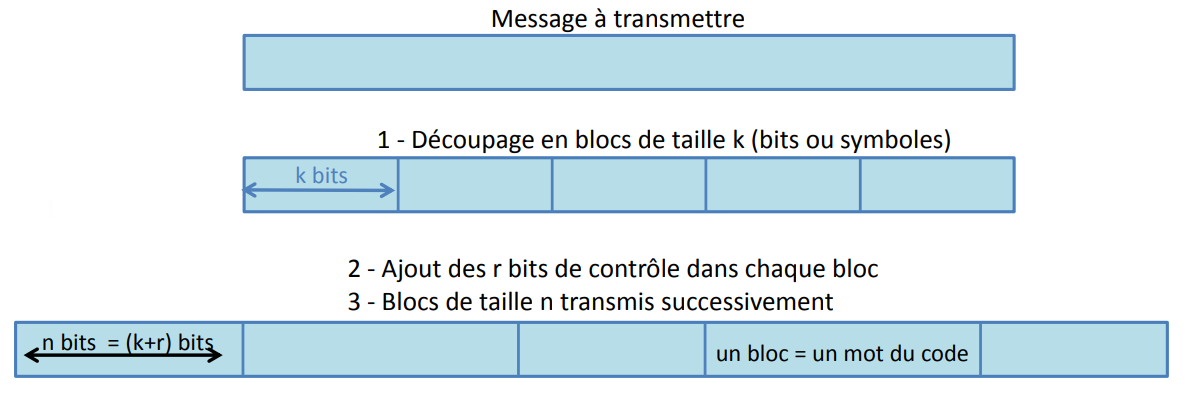 Message à transmettre
1 - Découpage en blocs de taille k (bits ou symboles)
k bits
2 - Ajout des r bits de contrôle dans chaque bloc
3 - Blocs de taille n transmis successivement
n bits = (k+r) bits
un bloc = un mot du code